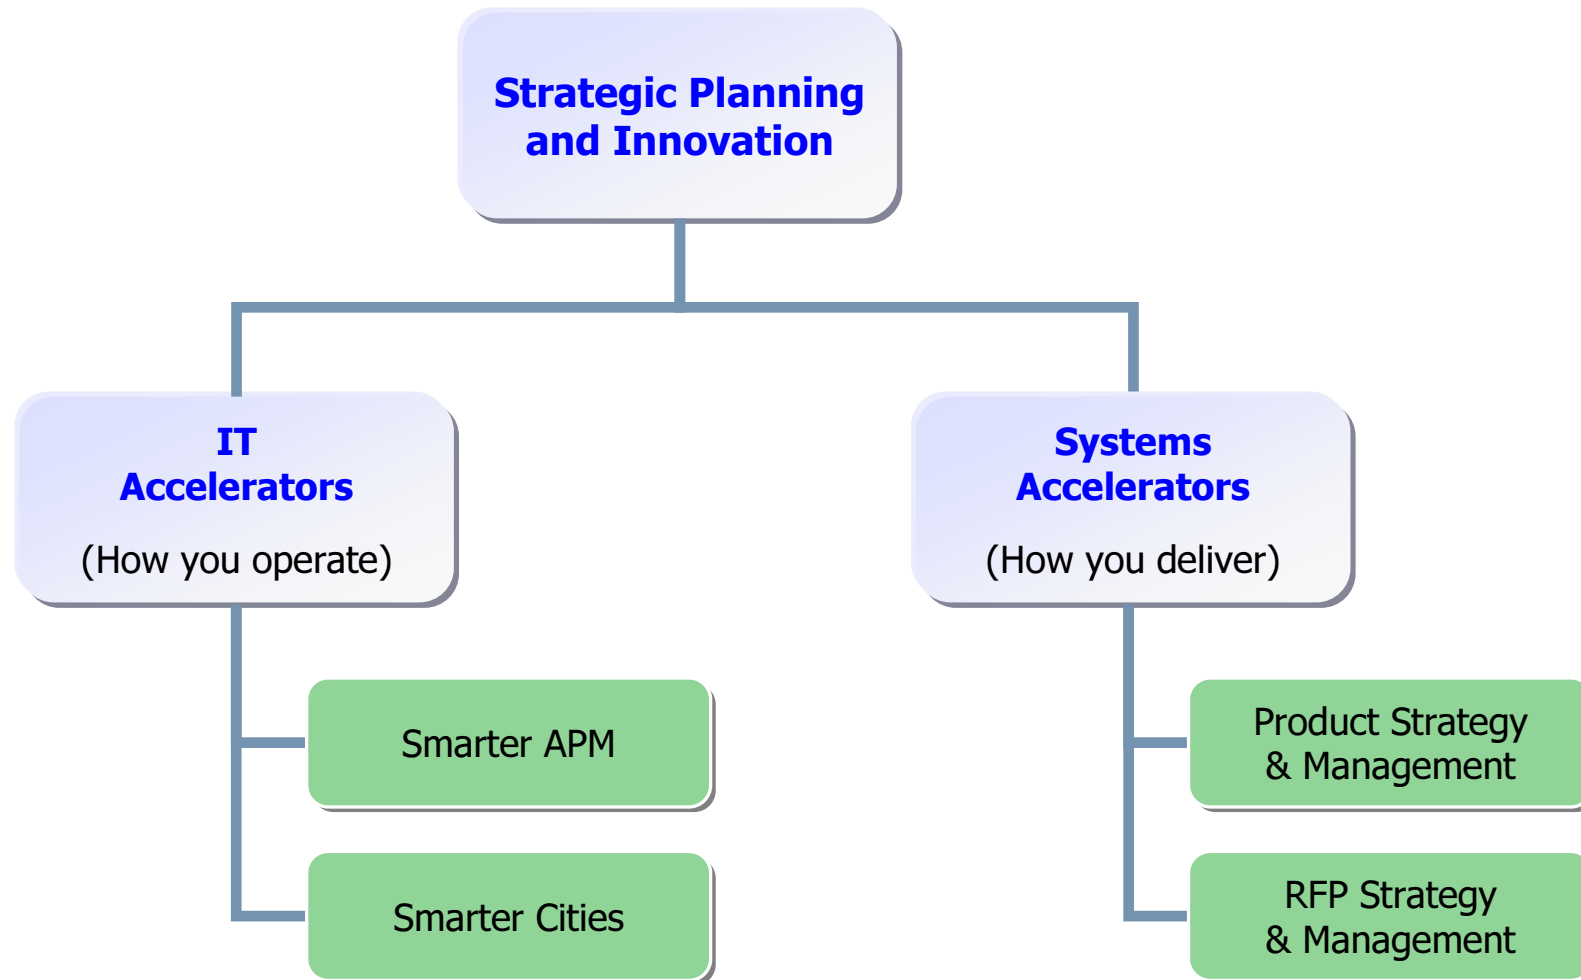 Strategic Planning
and Innovation
IT
Accelerators
(How you operate)
Systems
Accelerators
(How you deliver)
Smarter APM
Smarter Cities
Product Strategy
& Management
RFP Strategy
& Management